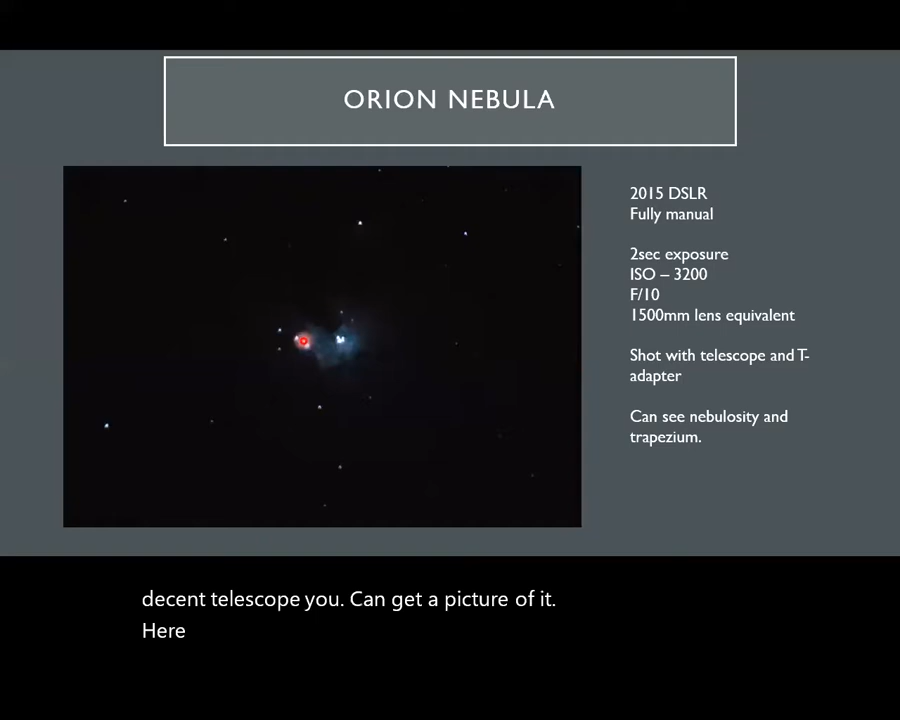 ORION NEBULA
2015 DSLR
Fully manual
2sec exposure
ISO – 3200
F/10
1500mm lens equivalent
Shot with telescope and T-
adapter
Can see nebulosity and
trapezium.
decent telescope you. Can get a picture of it.
Here